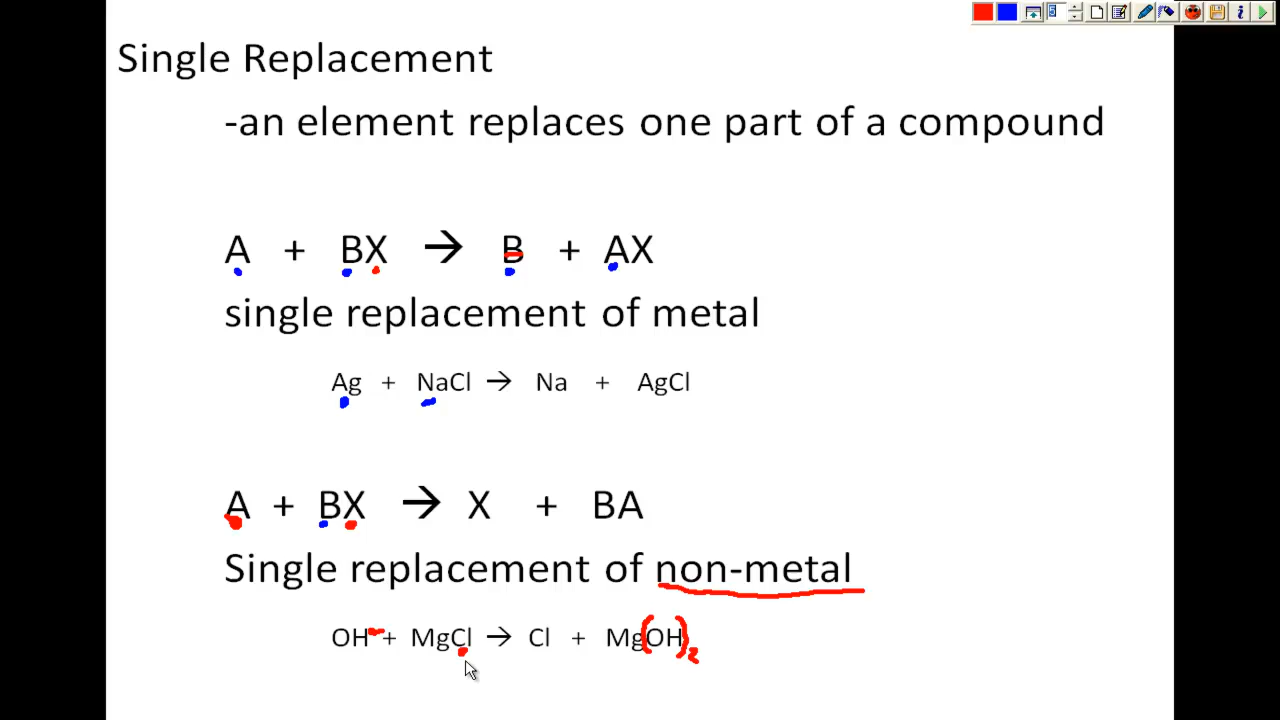 Single Replacement
-an element replaces one part of a compound
A + BX → B + AX
single replacement of metal
Ag + NaCl → Na + AgCl
A + BX → X + BA
Single replacement of non-metal
OH⁻ + MgCl → Cl + Mg(OH)₂